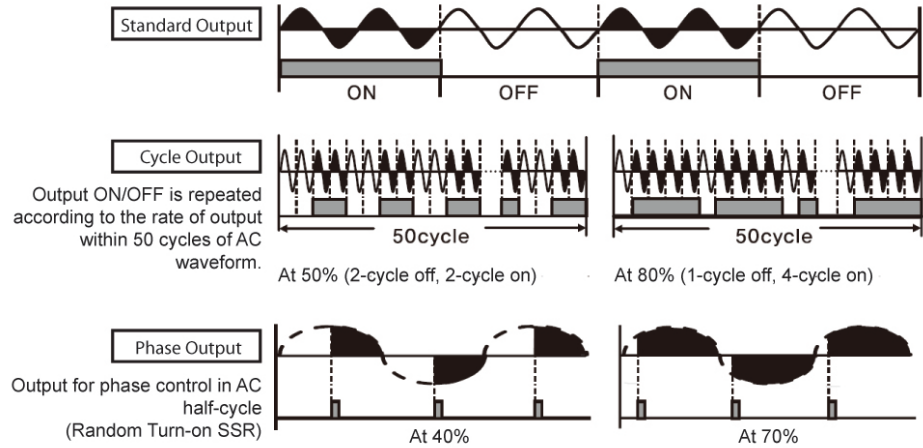 Standard Output
ON
OFF
ON
OFF
Cycle Output
Output ON/OFF is repeated
according to the rate of output
within 50 cycles of AC
waveform.
50cycle
50cycle
At 50% (2-cycle off, 2-cycle on)
At 80% (1-cycle off, 4-cycle on)
Phase Output
Output for phase control in AC
half-cycle
(Random Turn-on SSR)
At 40%
At 70%